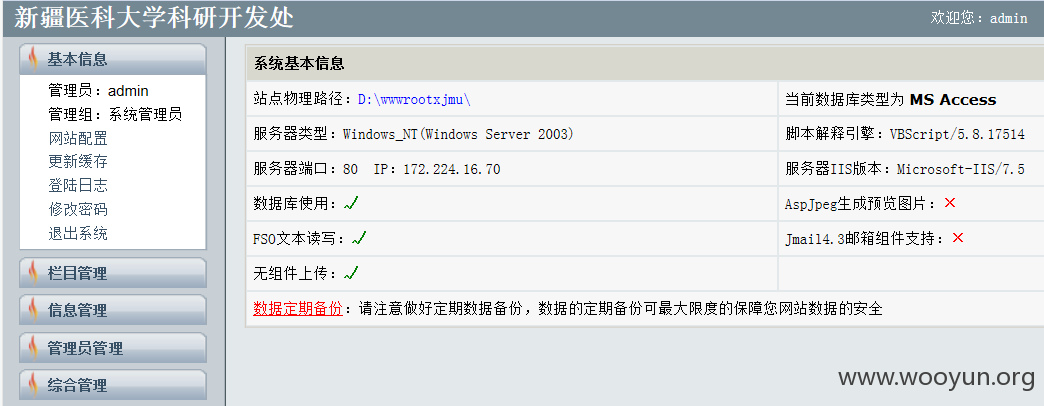 新疆医科大学科研开发处
欢迎您：admin
基本信息
管理员：admin
管理组：系统管理员
网站配置
更新缓存
登陆日志
修改密码
退出系统
栏目管理
信息管理
管理员管理
综合管理
系统基本信息
站点物理路径：D:\wwwrootxjmu\
当前数据库类型为 MS Access
服务器类型：Windows_NT(Windows Server 2003)
脚本解释引擎：VBScript/5.8.17514
服务器端口：80 IP：172.224.16.70
服务器IIS版本：Microsoft-IIS/7.5
数据库使用：✓
AspJpeg生成预览图片：×
FSO文本读写：✓
Jmail4.3邮箱组件支持：×
无组件上传：✓
数据定期备份：请注意做好定期数据备份，数据的定期备份可最大限度的保障您网站数据的安全
www.wooyun.org